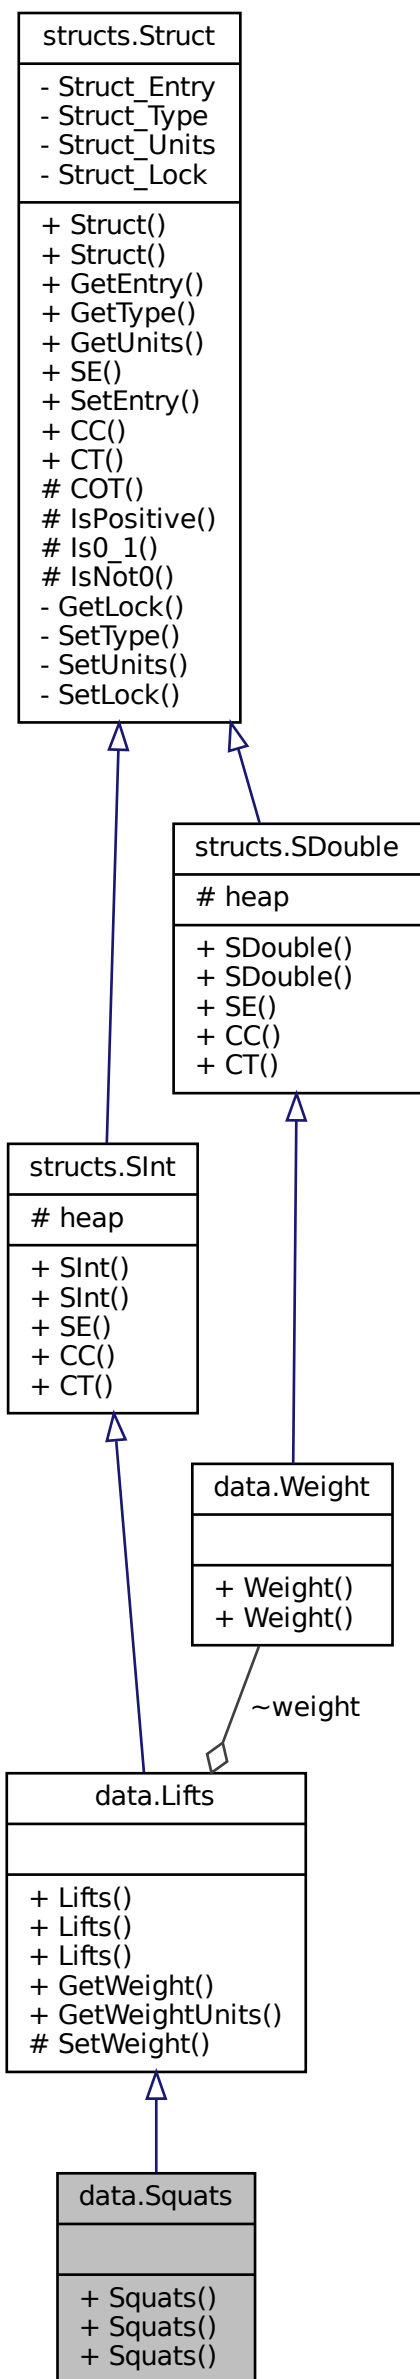 structs.Struct
- Struct_Entry
- Struct_Type
- Struct_Units
- Struct_Lock
+ Struct()
+ Struct()
+ GetEntry()
+ GetType()
+ GetUnits()
+ SE()
+ SetEntry()
+ CC()
+ CT()
# COT()
# IsPositive()
# Is0_1()
# IsNot0()
- GetLock()
- SetType()
- SetUnits()
- SetLock()
structs.SDouble
# heap
+ SDouble()
+ SDouble()
+ SE()
+ CC()
+ CT()
structs.SInt
# heap
+ SInt()
+ SInt()
+ SE()
+ CC()
+ CT()
data.Weight
+ Weight()
+ Weight()
~weight
data.Lifts
+ Lifts()
+ Lifts()
+ Lifts()
+ GetWeight()
+ GetWeightUnits()
# SetWeight()
data.Squats
+ Squats()
+ Squats()
+ Squats()